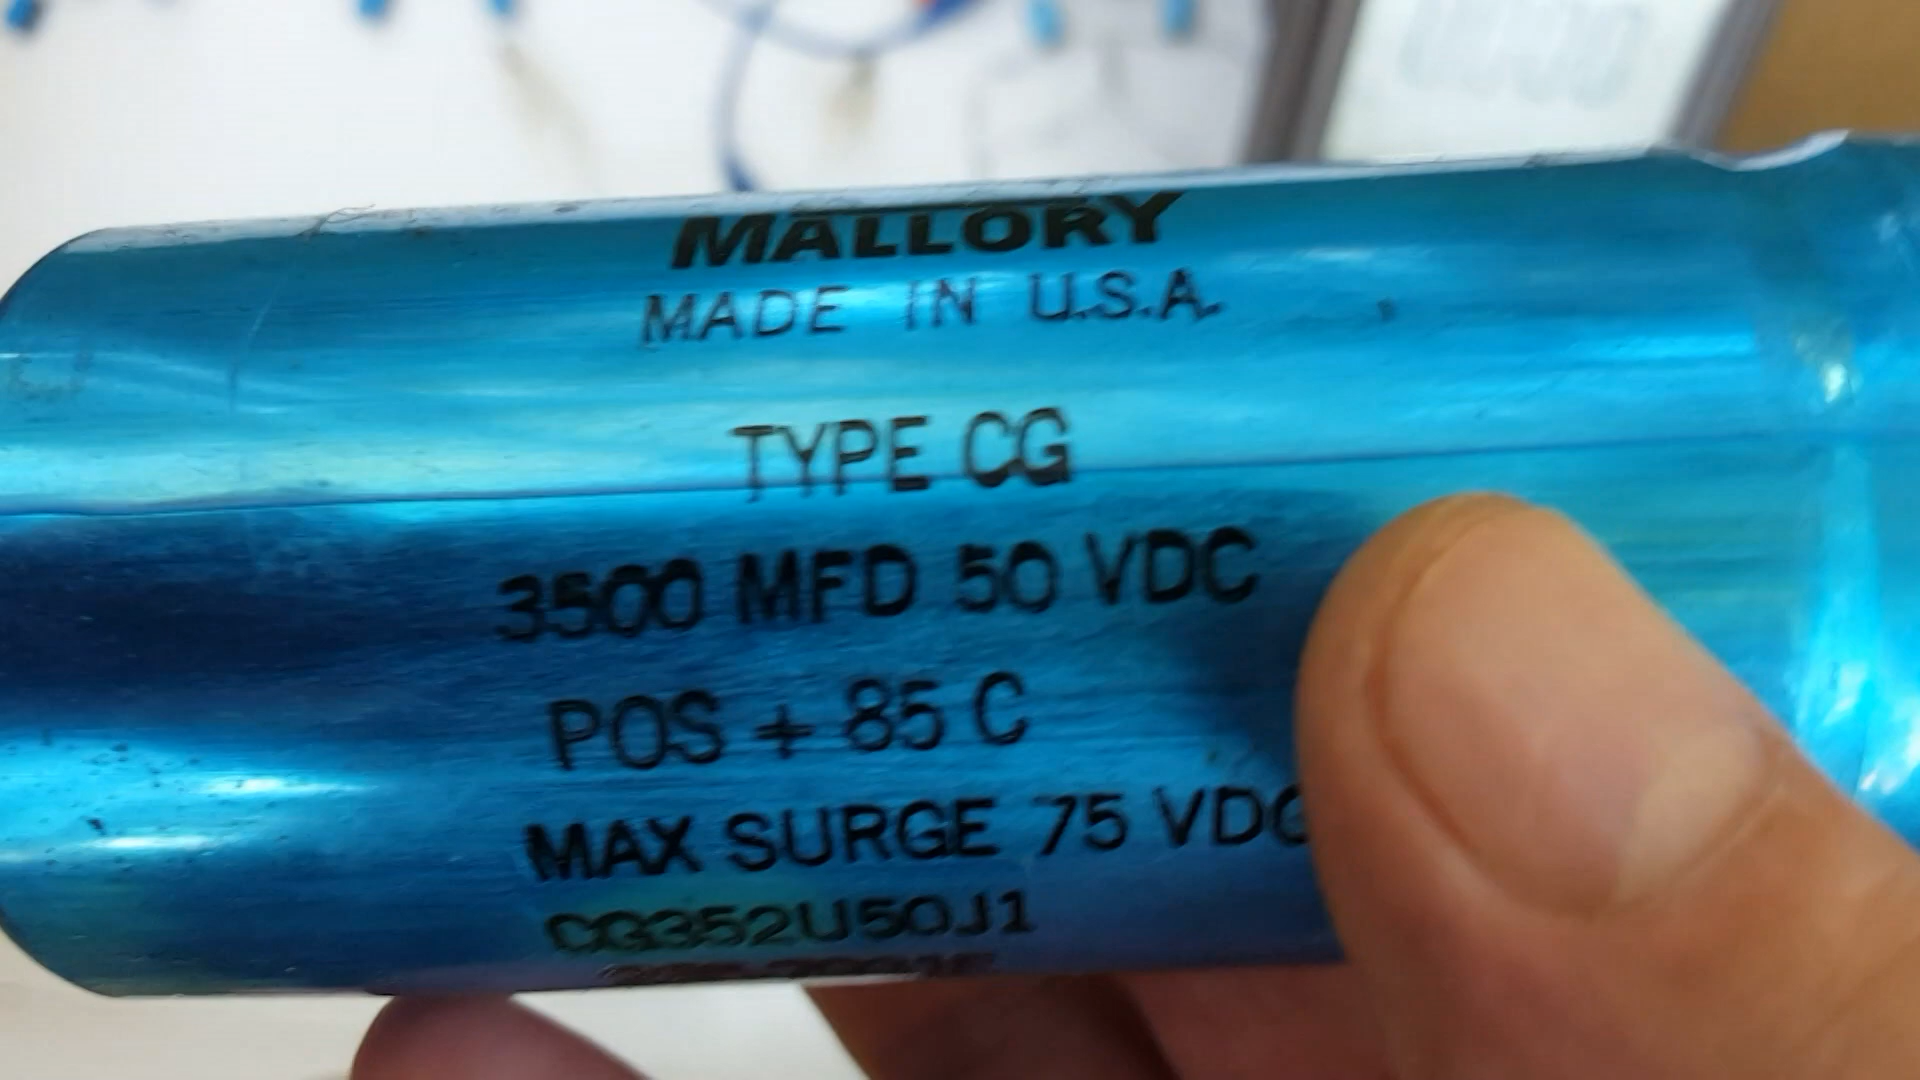 MALLORY
MADE IN U.S.A.
TYPE CG
3500 MFD 50 VDC
POS + 85 C
MAX SURGE 75 VDC
CG352U50J1